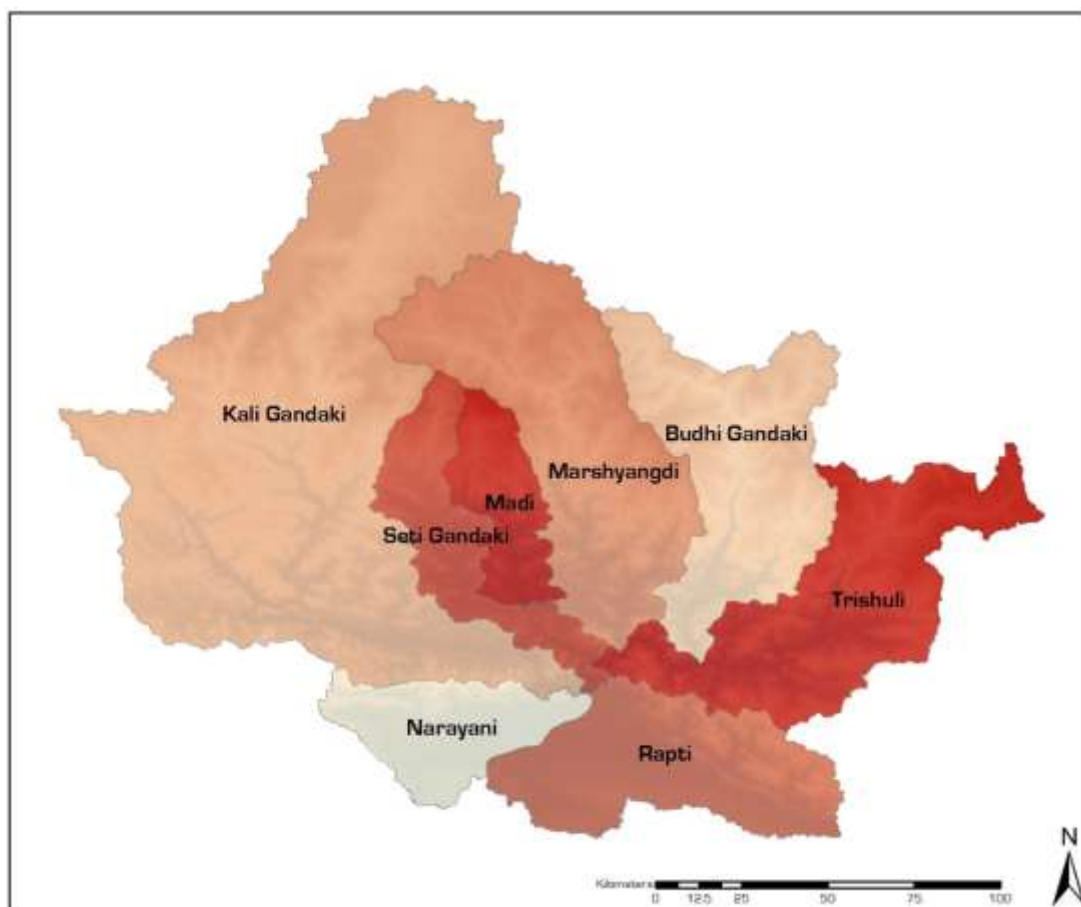 Kali Gandaki
Budhi Gandaki
Marshyangdi
Madi
Seti Gandaki
Trishuli
Narayani
Rapti
N
Kilometers
0 12.5 25 50 75 100